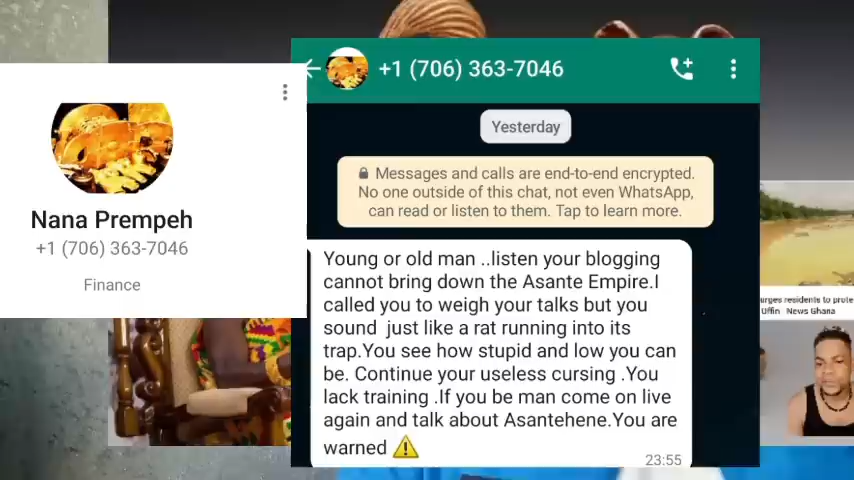 Nana Prempeh
+1 (706) 363-7046
Finance
+1 (706) 363-7046
Yesterday
Messages and calls are end-to-end encrypted.
No one outside of this chat, not even WhatsApp,
can read or listen to them. Tap to learn more.
Young or old man ..listen your blogging
cannot bring down the Asante Empire.I
called you to weigh your talks but you
sound just like a rat running into its
trap.You see how stupid and low you can
be. Continue your useless cursing .You
lack training .If you be man come on live
again and talk about Asantehene.You are
warned ⚠️
23:55
urges residents to prote
Uffin News Ghana